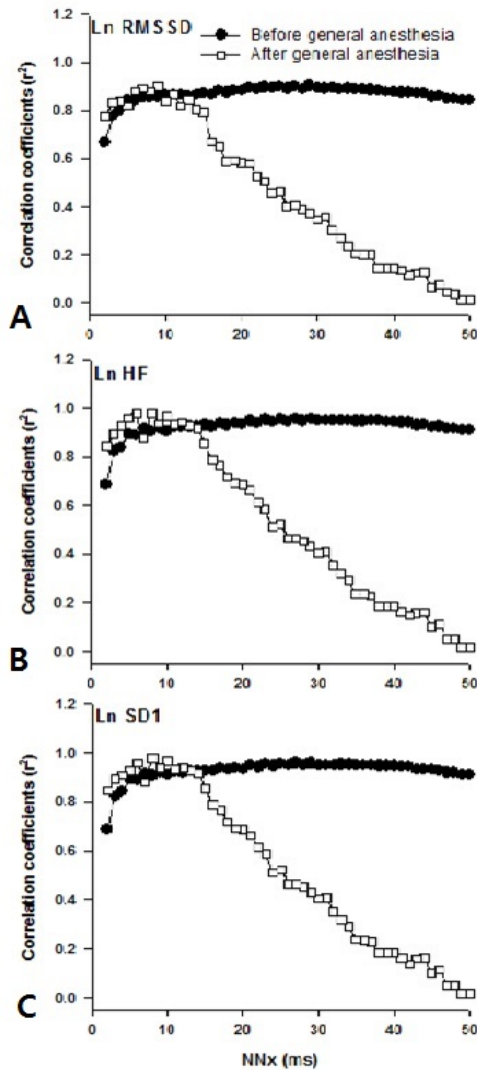 Ln RMSSD
Before general anesthesia
After general anesthesia
Correlation coefficients (r²)
1.2
1.0
0.8
0.6
0.4
0.2
0.0
0 10 20 30 40 50
A
Ln HF
Correlation coefficients (r²)
1.2
1.0
0.8
0.6
0.4
0.2
0.0
0 10 20 30 40 50
B
Ln SD1
Correlation coefficients (r²)
1.2
1.0
0.8
0.6
0.4
0.2
0.0
0 10 20 30 40 50
C
NNx (ms)